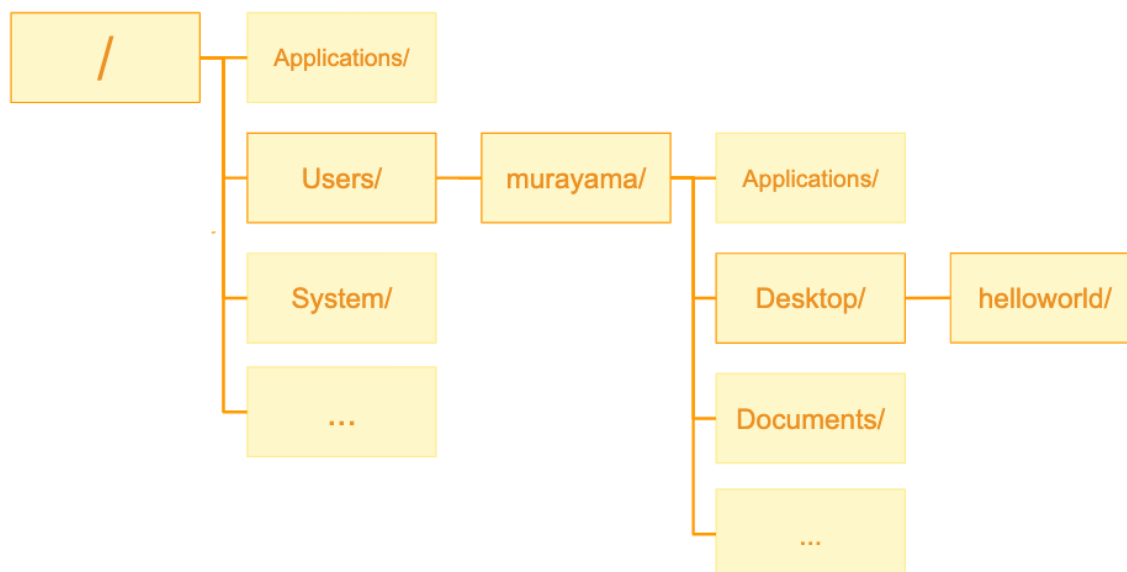 /
Applications/
Users/
murayama/
Applications/
System/
Desktop/
helloworld/
...
Documents/
...